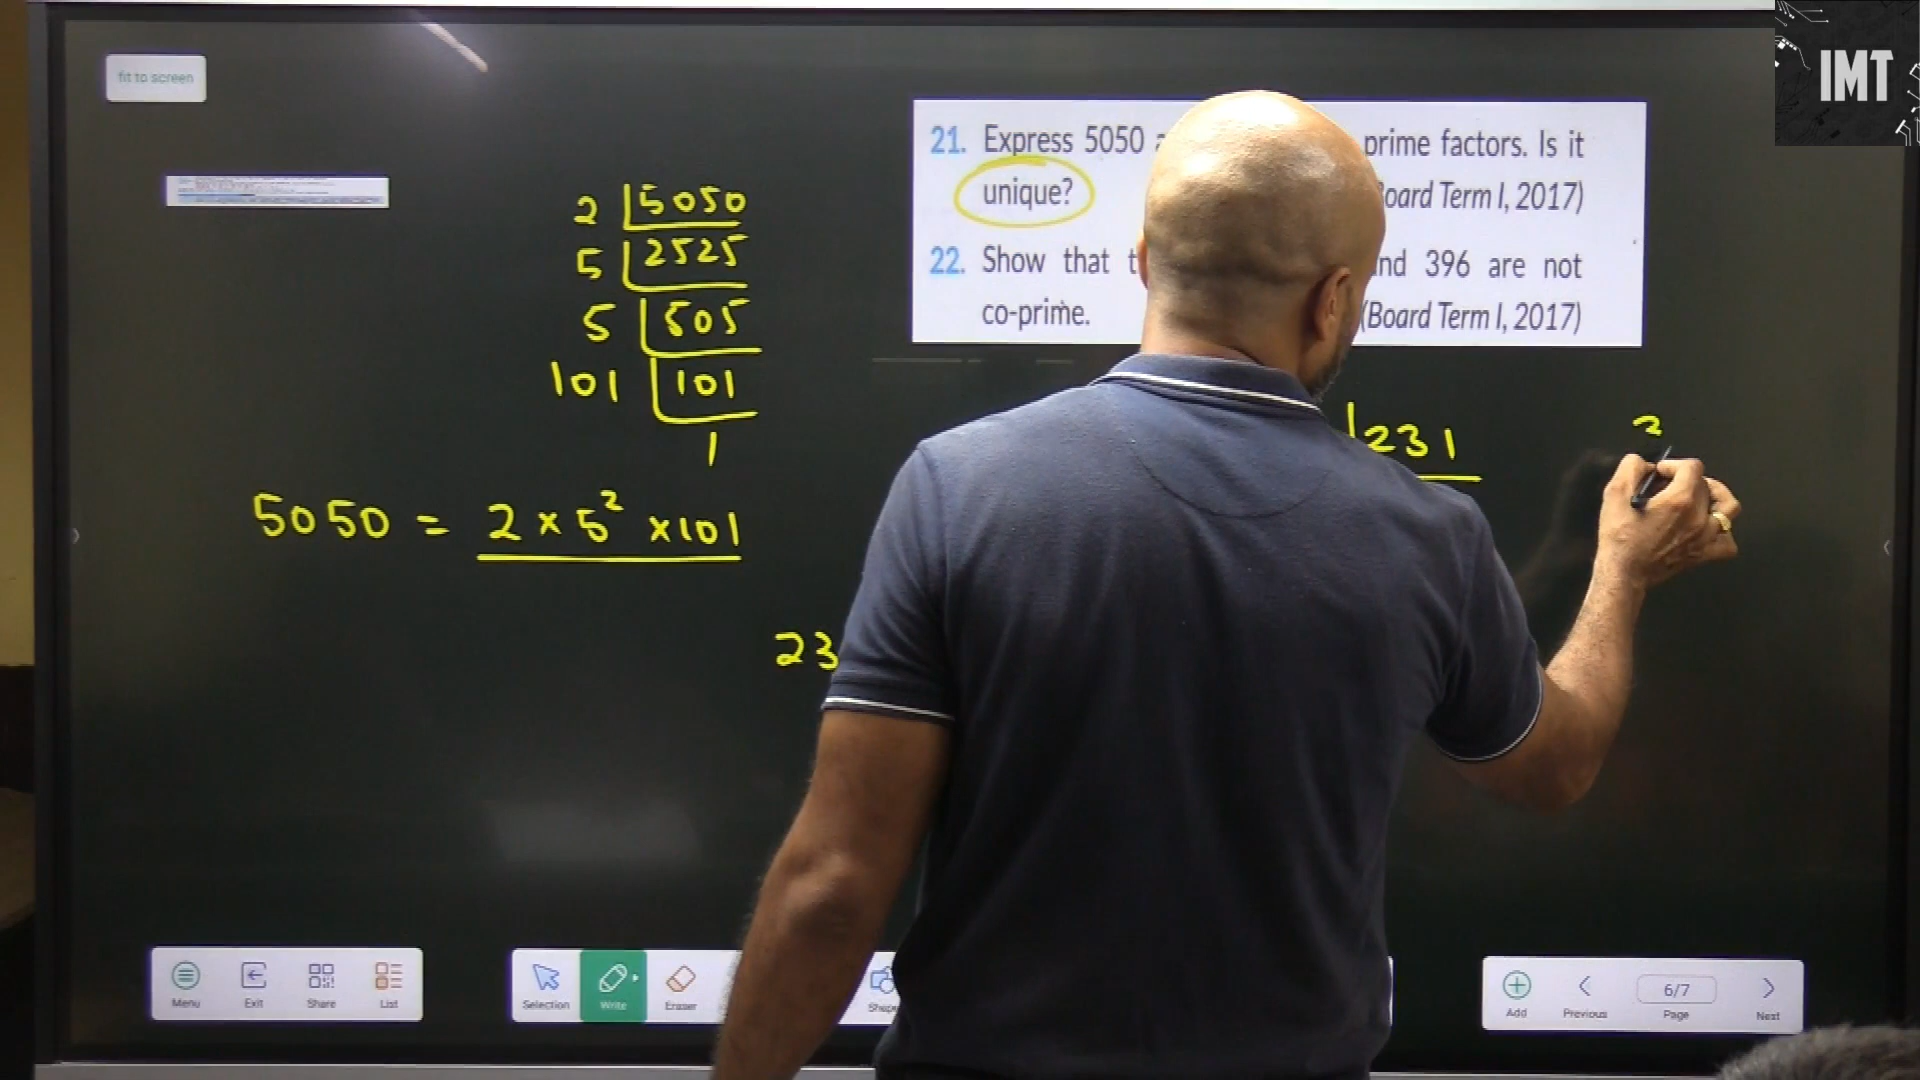 IMT
fit to screen
21. Express 5050 prime factors. Is it
unique? Board Term I, 2017)
22. Show that 396 are not
co-prime. (Board Term I, 2017)
2 5050
5 2525
5 505
101 101
1
5050 = 2 × 5² × 101
231
2
23
Menu
Exit
Share
List
Selection
Write
Eraser
Add
Previous
6/7
Page
Next